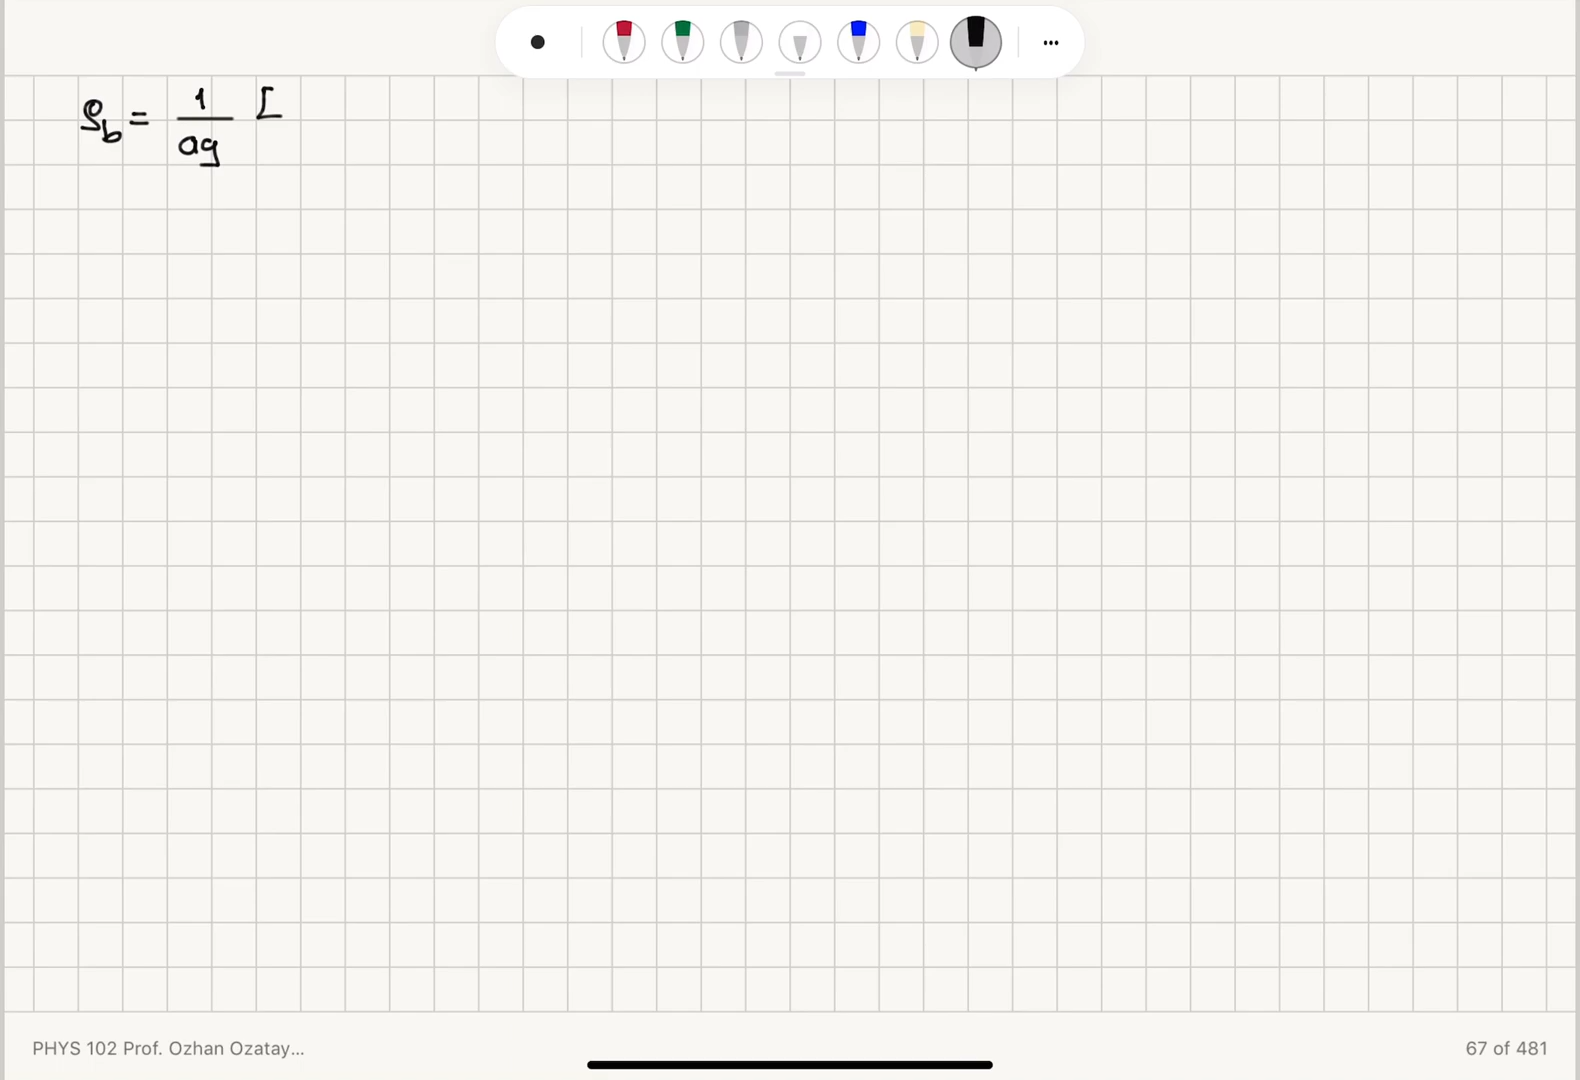 ρb = 1/ag [
PHYS 102 Prof. Ozhan Ozatay...
67 of 481